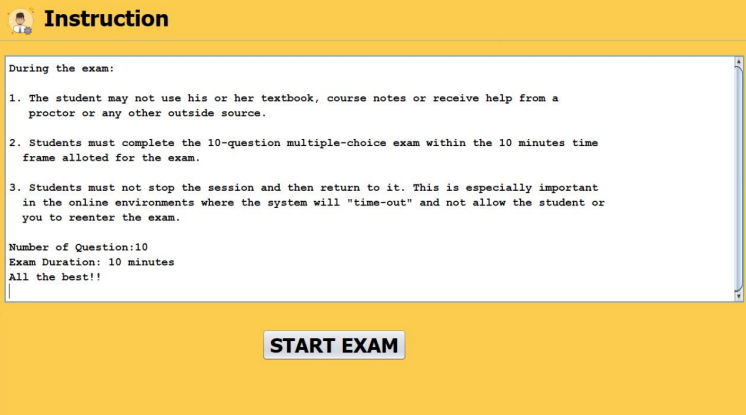 Instruction
During the exam:
1. The student may not use his or her textbook, course notes or receive help from a
proctor or any other outside source.
2. Students must complete the 10-question multiple-choice exam within the 10 minutes time
frame alloted for the exam.
3. Students must not stop the session and then return to it. This is especially important
in the online environments where the system will "time-out" and not allow the student or
you to reenter the exam.
Number of Question:10
Exam Duration: 10 minutes
All the best!!
START EXAM